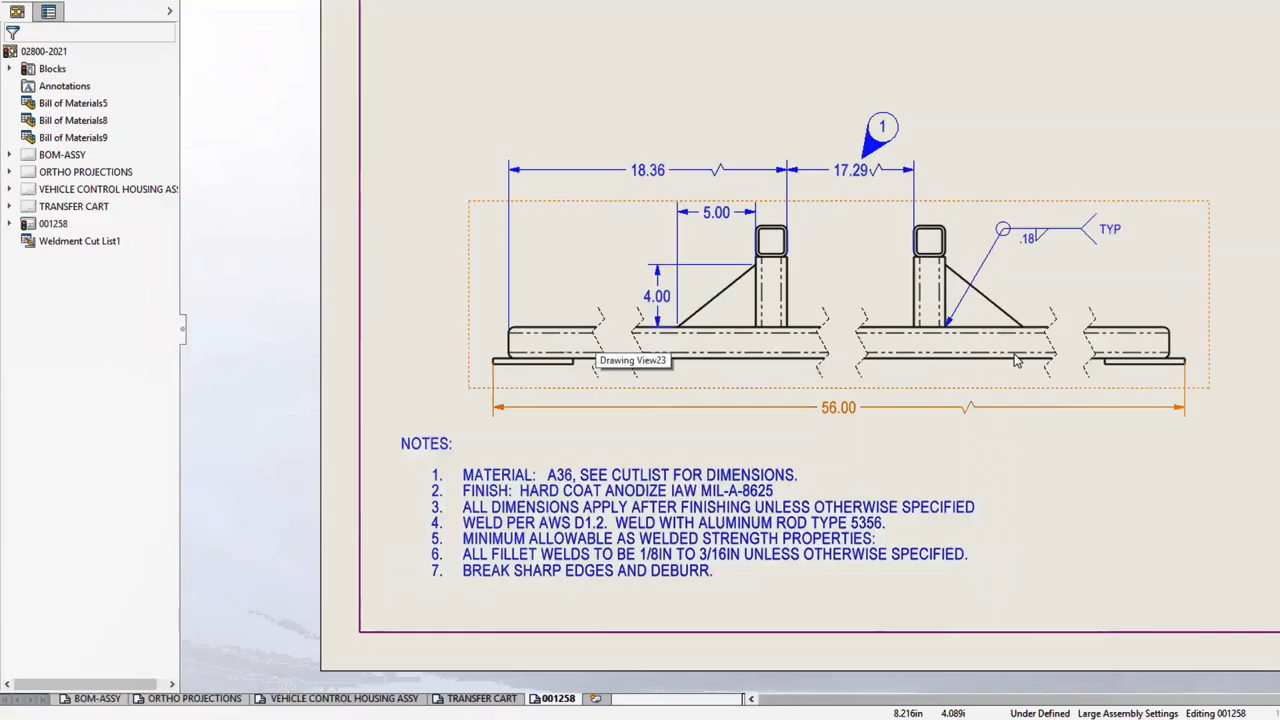 02800-2021
Blocks
Annotations
Bill of Materials5
Bill of Materials8
Bill of Materials9
BOM-ASSY
ORTHO PROJECTIONS
VEHICLE CONTROL HOUSING AS
TRANSFER CART
001258
Weldment Cut List1
1
18.36
17.29
5.00
.18
TYP
4.00
Drawing View23
56.00
NOTES:
1. MATERIAL: A36, SEE CUTLIST FOR DIMENSIONS.
2. FINISH: HARD COAT ANODIZE IAW MIL-A-8625
3. ALL DIMENSIONS APPLY AFTER FINISHING UNLESS OTHERWISE SPECIFIED
4. WELD PER AWS D1.2. WELD WITH ALUMINUM ROD TYPE 5356.
5. MINIMUM ALLOWABLE AS WELDED STRENGTH PROPERTIES:
6. ALL FILLET WELDS TO BE 1/8IN TO 3/16IN UNLESS OTHERWISE SPECIFIED.
7. BREAK SHARP EDGES AND DEBURR.
BOM-ASSY ORTHO PROJECTIONS VEHICLE CONTROL HOUSING ASSY TRANSFER CART 001258
8.216in 4.089i Under Defined Large Assembly Settings Editing 001258